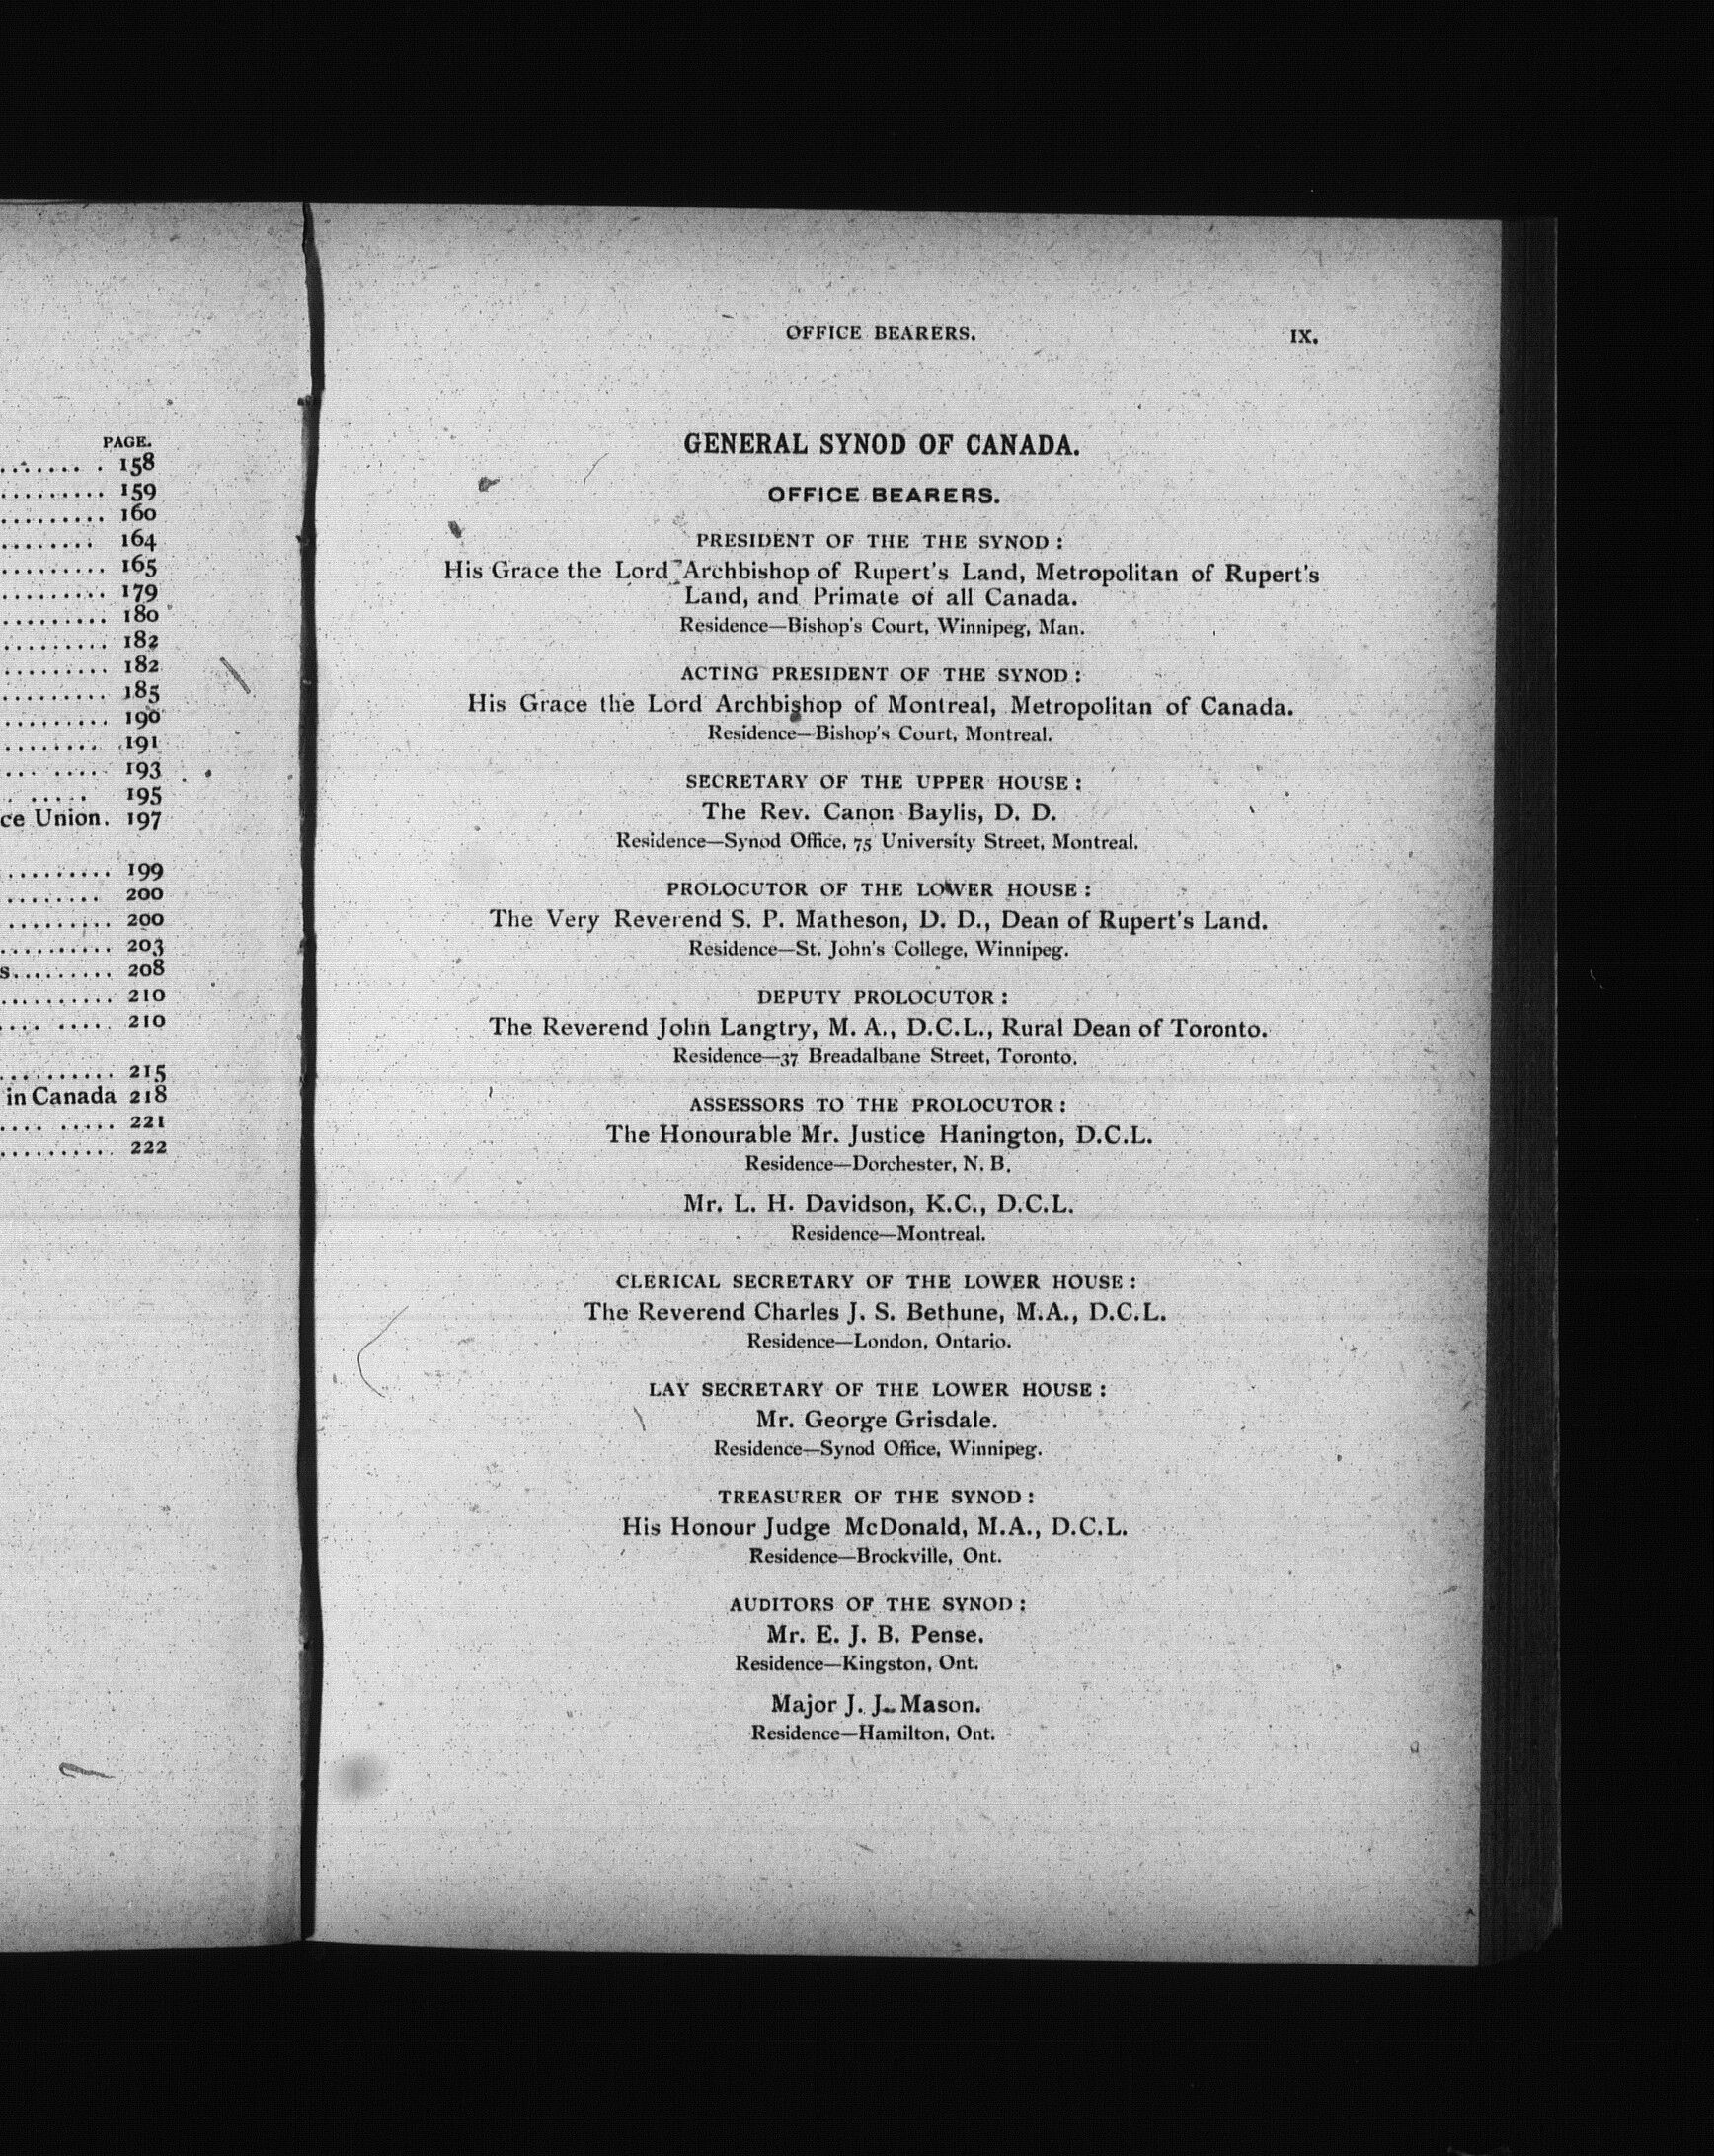 PAGE.
....... . 158
......... 159
......... 160
........ 164
......... 165
......... 179
......... 180
......... 182
......... 182
......... 185
......... 190
........ 191
... ..... 193
. ..... 195
ce Union. 197
......... 199
........ 200
......... 200
.......... 203
s......... 208
.......... 210
.... ..... 210
.......... 215
in Canada 218
.... ..... 221
.......... 222
OFFICE BEARERS. IX.
GENERAL SYNOD OF CANADA.
OFFICE BEARERS.
PRESIDENT OF THE THE SYNOD :
His Grace the Lord Archbishop of Rupert's Land, Metropolitan of Rupert's
Land, and Primate of all Canada.
Residence—Bishop's Court, Winnipeg, Man.
ACTING PRESIDENT OF THE SYNOD :
His Grace the Lord Archbishop of Montreal, Metropolitan of Canada.
Residence—Bishop's Court, Montreal.
SECRETARY OF THE UPPER HOUSE :
The Rev. Canon Baylis, D. D.
Residence—Synod Office, 75 University Street, Montreal.
PROLOCUTOR OF THE LOWER HOUSE :
The Very Reverend S. P. Matheson, D. D., Dean of Rupert's Land.
Residence—St. John's College, Winnipeg.
DEPUTY PROLOCUTOR :
The Reverend John Langtry, M. A., D.C.L., Rural Dean of Toronto.
Residence—37 Breadalbane Street, Toronto.
ASSESSORS TO THE PROLOCUTOR :
The Honourable Mr. Justice Hanington, D.C.L.
Residence—Dorchester, N. B.
Mr. L. H. Davidson, K.C., D.C.L.
Residence—Montreal.
CLERICAL SECRETARY OF THE LOWER HOUSE :
The Reverend Charles J. S. Bethune, M.A., D.C.L.
Residence—London, Ontario.
LAY SECRETARY OF THE LOWER HOUSE :
Mr. George Grisdale.
Residence—Synod Office, Winnipeg.
TREASURER OF THE SYNOD :
His Honour Judge McDonald, M.A., D.C.L.
Residence—Brockville, Ont.
AUDITORS OF THE SYNOD :
Mr. E. J. B. Pense.
Residence—Kingston, Ont.
Major J. J. Mason.
Residence—Hamilton, Ont.